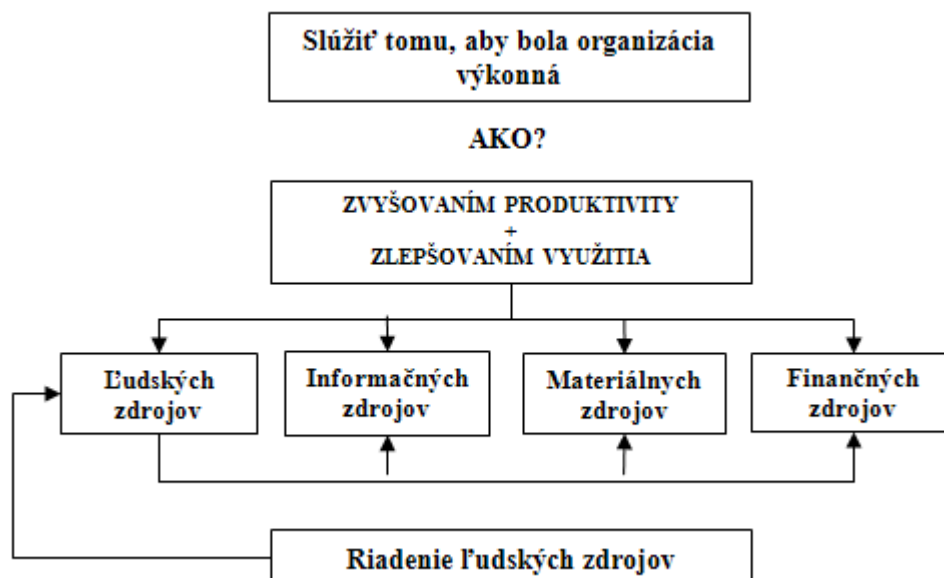 Slúžiť tomu, aby bola organizácia
výkonná
AKO?
ZVYŠOVANÍM PRODUKTIVITY
+
ZLEPŠOVANÍM VYUŽITIA
Ľudských
zdrojov
Informačných
zdrojov
Materiálnych
zdrojov
Finančných
zdrojov
Riadenie ľudských zdrojov